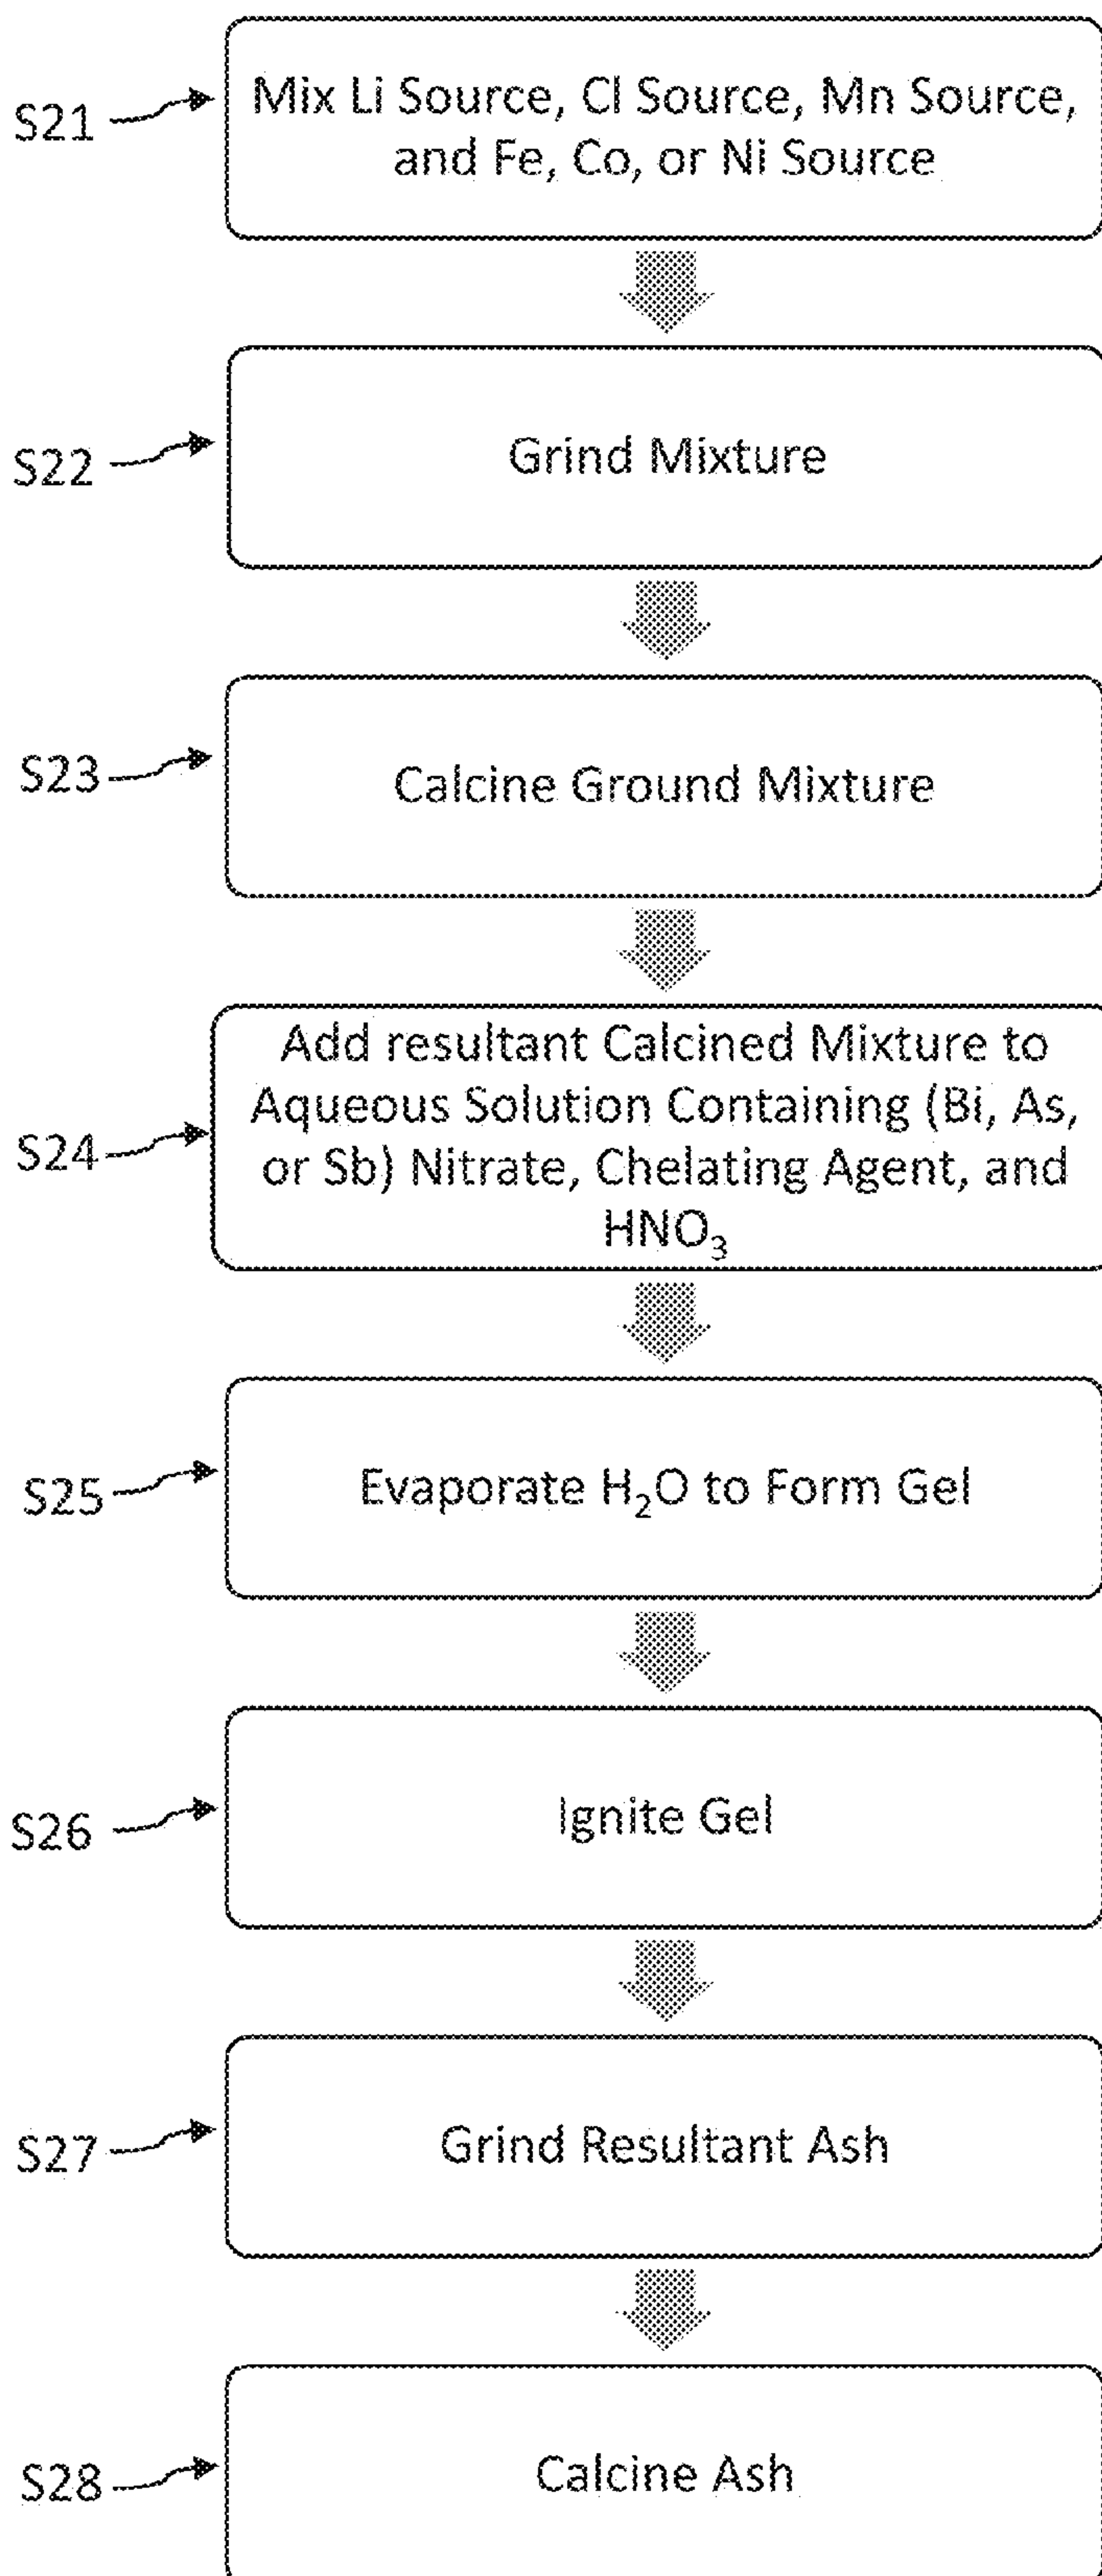 S21
Mix Li Source, Cl Source, Mn Source,
and Fe, Co, or Ni Source
S22
Grind Mixture
S23
Calcine Ground Mixture
S24
Add resultant Calcined Mixture to
Aqueous Solution Containing (Bi, As,
or Sb) Nitrate, Chelating Agent, and
HNO₃
S25
Evaporate H₂O to Form Gel
S26
Ignite Gel
S27
Grind Resultant Ash
S28
Calcine Ash